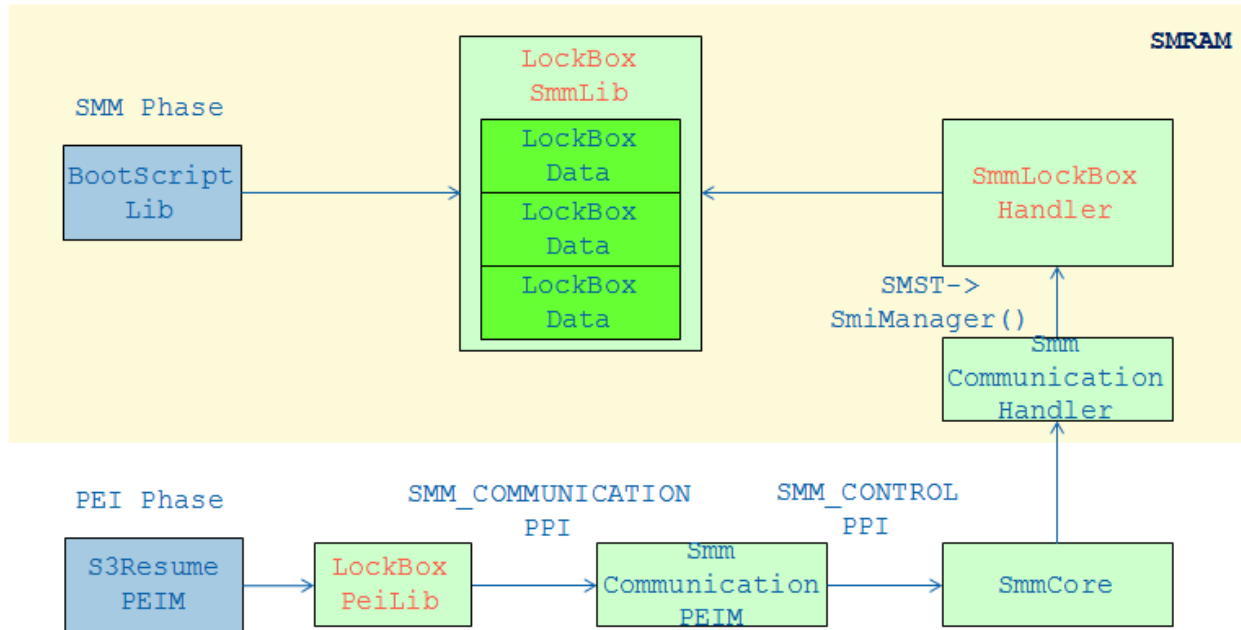 SMRAM
LockBox
SmmLib
SMM Phase
BootScript
Lib
LockBox
Data
LockBox
Data
LockBox
Data
SmmLockBox
Handler
SMST->
SmiManager()
Smm
Communication
Handler
PEI Phase
SMM_COMMUNICATION
PPI
SMM_CONTROL
PPI
S3Resume
PEIM
LockBox
PeiLib
Smm
Communication
PEIM
SmmCore